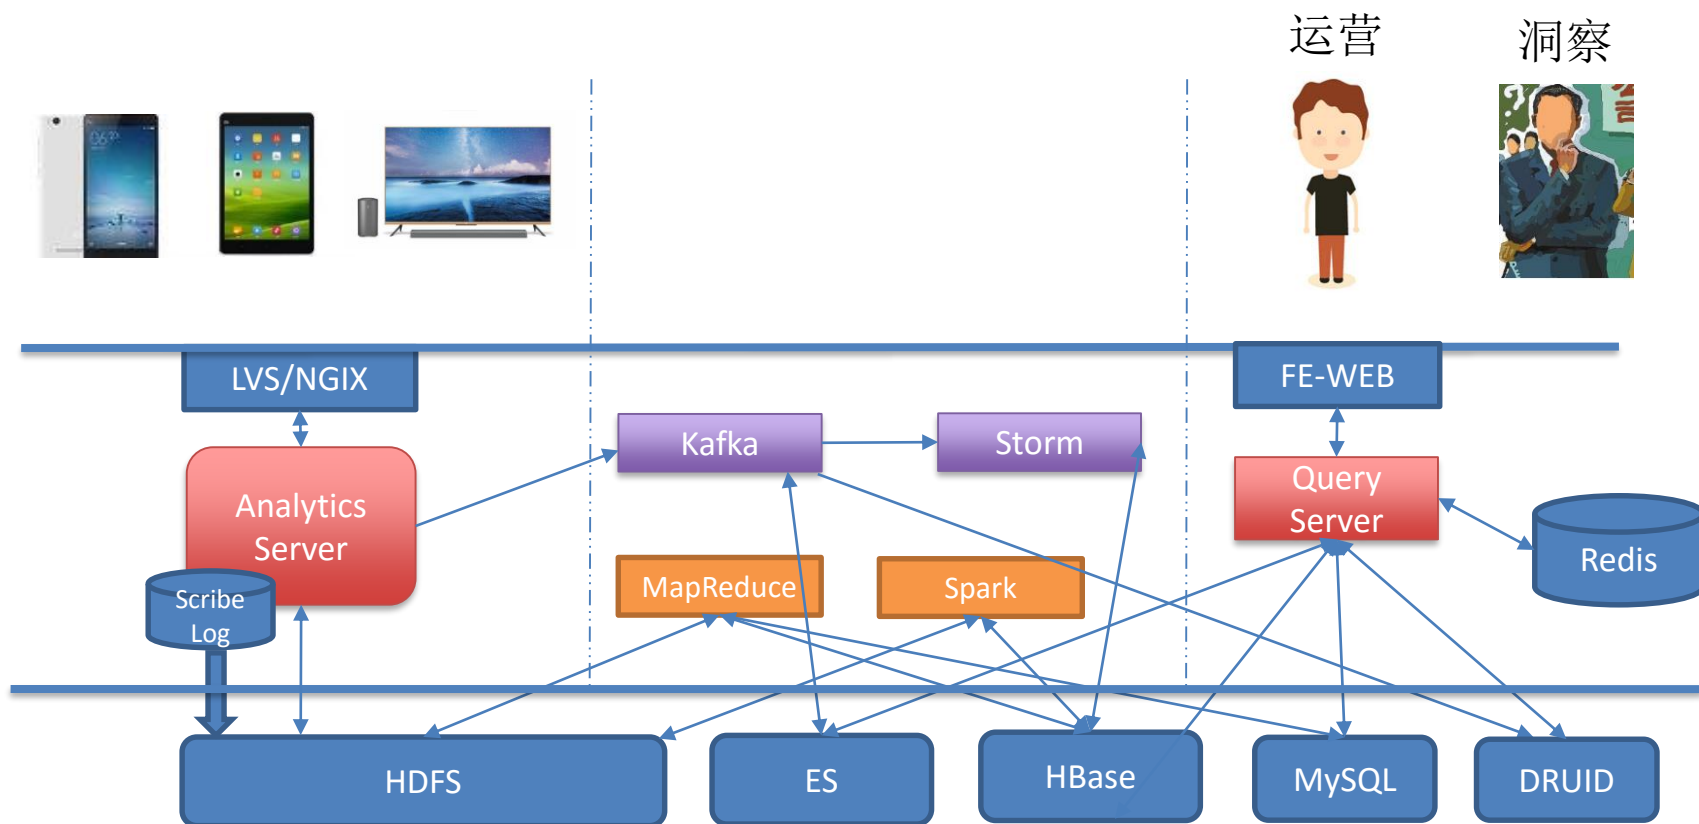 运营
洞察
LVS/NGIX
FE-WEB
Kafka
Storm
Analytics
Server
Query
Server
Redis
MapReduce
Spark
Scribe
Log
HDFS
ES
HBase
MySQL
DRUID